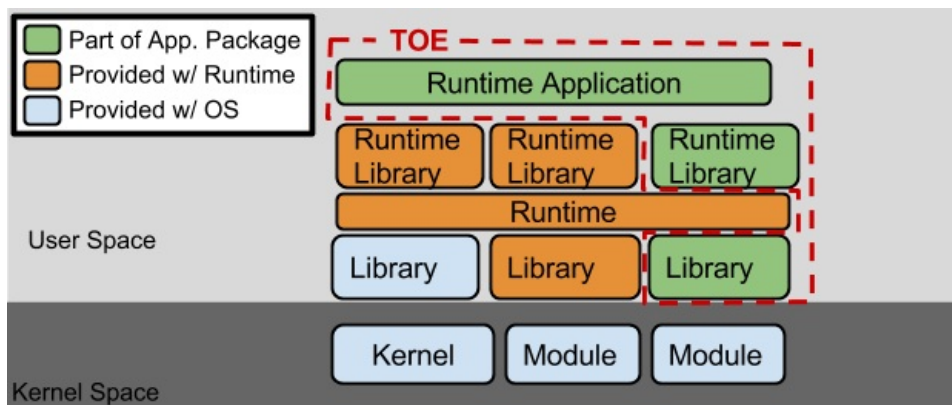 Part of App. Package
Provided w/ Runtime
Provided w/ OS
TOE
Runtime Application
Runtime
Library
Runtime
Library
Runtime
Library
Runtime
User Space
Library
Library
Library
Kernel
Module
Module
Kernel Space